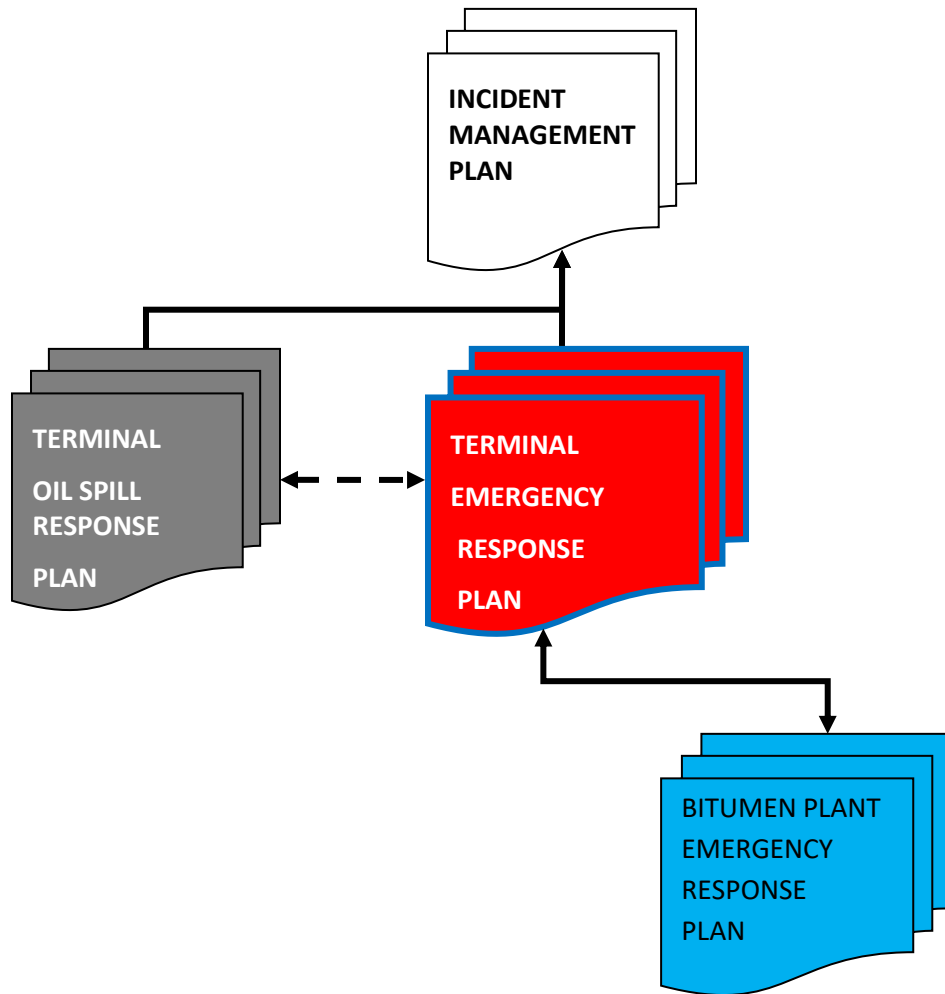 INCIDENT
MANAGEMENT
PLAN
TERMINAL
OIL SPILL
RESPONSE
PLAN
TERMINAL
EMERGENCY
RESPONSE
PLAN
BITUMEN PLANT
EMERGENCY
RESPONSE
PLAN